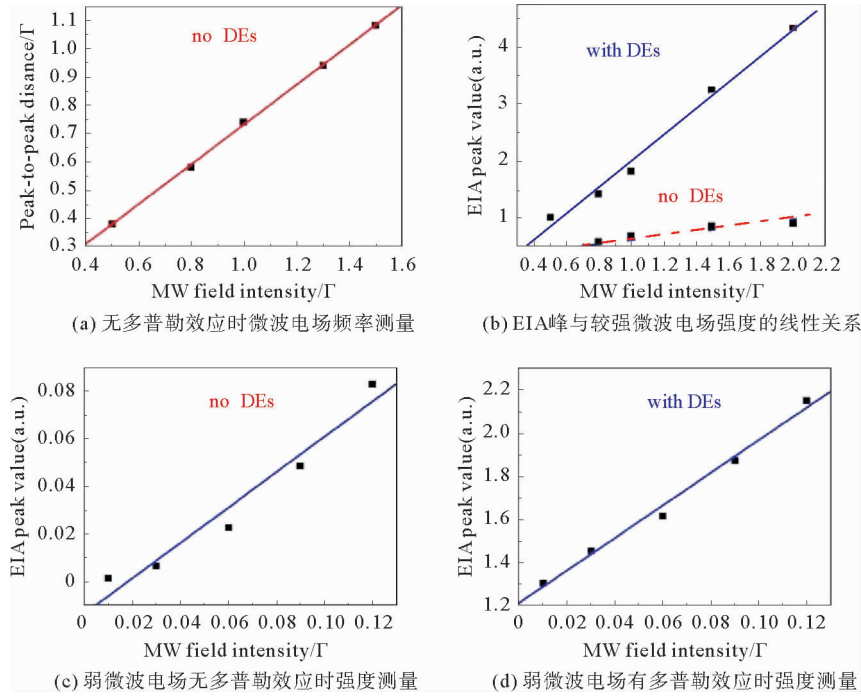 no DEs
Peak-to-peak disance/Γ
1.1
1.0
0.9
0.8
0.7
0.6
0.5
0.4
0.3
0.4 0.6 0.8 1.0 1.2 1.4 1.6
MW field intensity/Γ
(a) 无多普勒效应时微波电场频率测量
with DEs
no DEs
EIA peak value(a.u.)
4
3
2
1
0.4 0.6 0.8 1.0 1.2 1.4 1.6 1.8 2.0 2.2
MW field intensity/Γ
(b) EIA峰与较强微波电场强度的线性关系
no DEs
EIA peak value(a.u.)
0.08
0.06
0.04
0.02
0
0 0.02 0.04 0.06 0.08 0.10 0.12
MW field intensity/Γ
(c) 弱微波电场无多普勒效应时强度测量
with DEs
EIA peak value(a.u.)
2.2
2.0
1.8
1.6
1.4
1.2
0 0.02 0.04 0.06 0.08 0.10 0.12
MW field intensity/Γ
(d) 弱微波电场有多普勒效应时强度测量